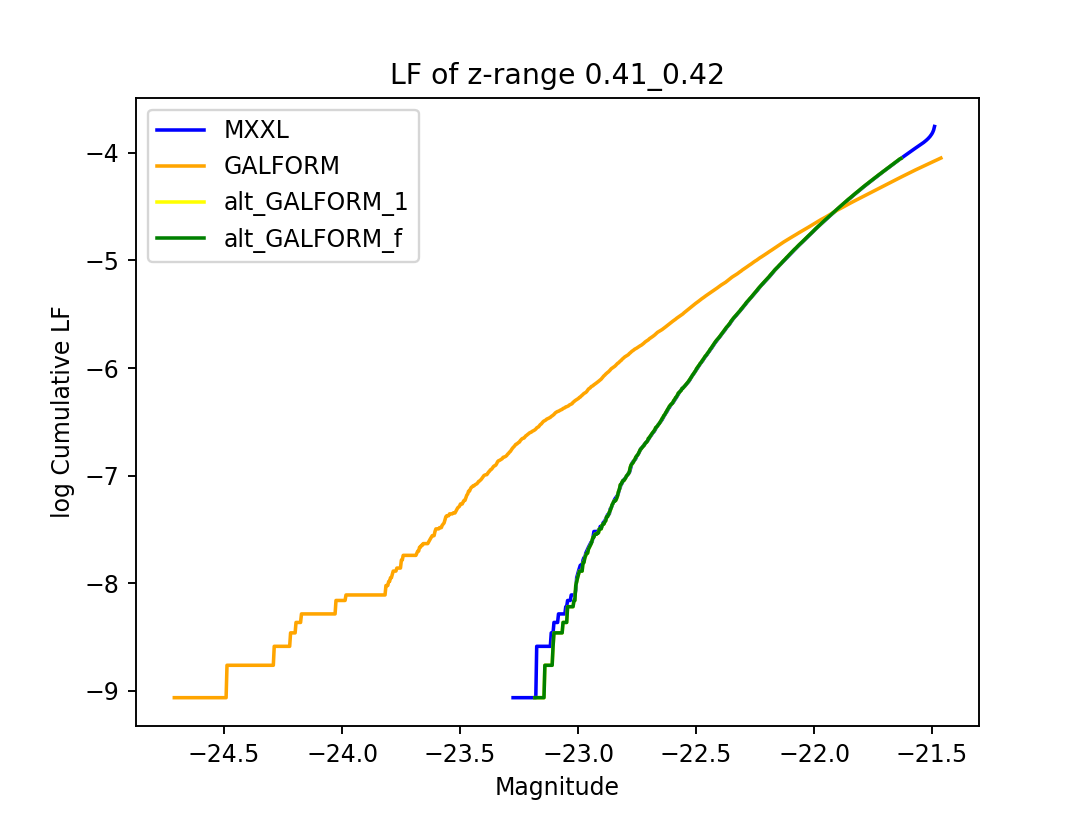 LF of z-range 0.41_0.42
MXXL
GALFORM
alt_GALFORM_1
alt_GALFORM_f
log Cumulative LF
−4
−5
−6
−7
−8
−9
−24.5 −24.0 −23.5 −23.0 −22.5 −22.0 −21.5
Magnitude